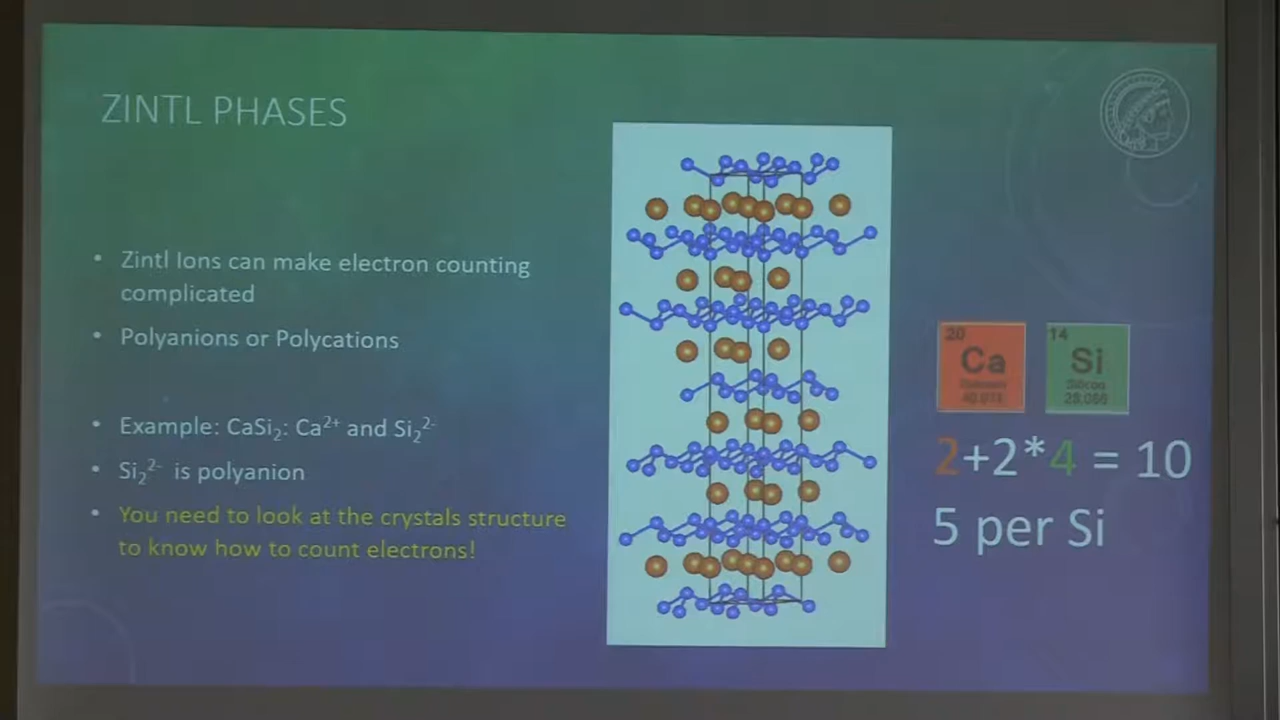 ZINTL PHASES
• Zintl Ions can make electron counting
complicated
• Polyanions or Polycations
• Example: CaSi₂: Ca²⁺ and Si₂²⁻
• Si₂²⁻ is polyanion
• You need to look at the crystals structure
to know how to count electrons!
20
Ca
14
Si
Silicon
2+2*4 = 10
5 per Si